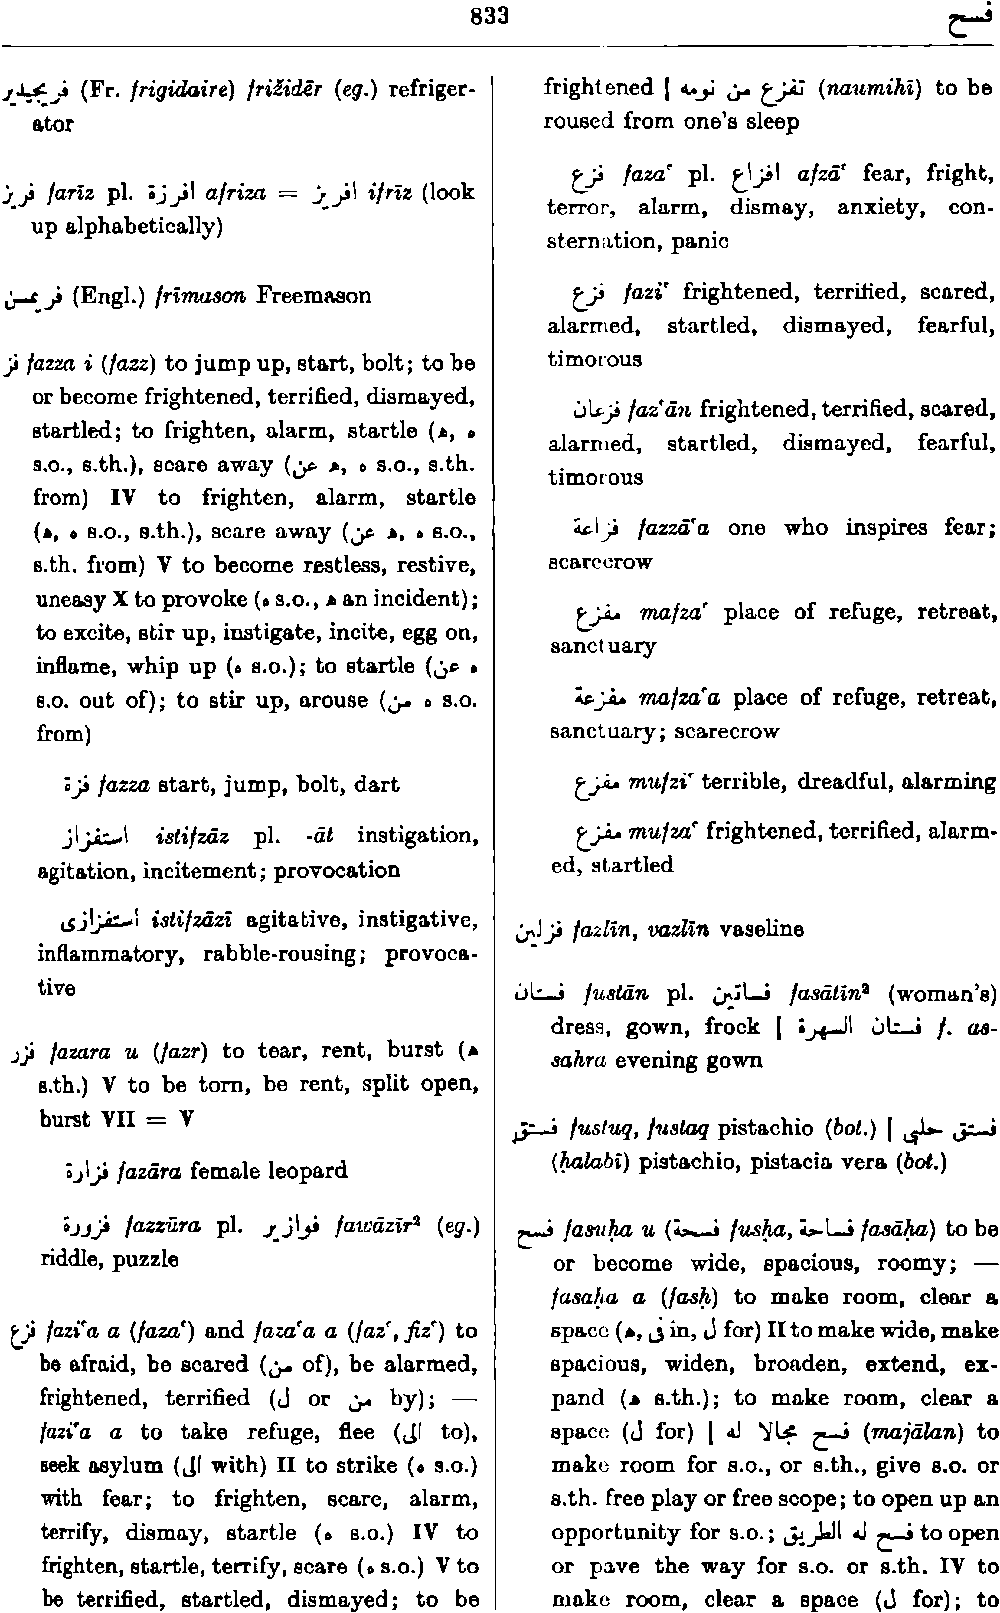 833
فسح
فريجيدير (Fr. frigidaire) frižidēr (eg.) refriger-
ator
فريز farīz pl. افرزة afriza = افريز ifrīz (look
up alphabetically)
فريمسن (Engl.) frīmason Freemason
فز fazza i (fazz) to jump up, start, bolt; to be
or become frightened, terrified, dismayed,
startled; to frighten, alarm, startle (ه, ه
s.o., s.th.), scare away (ه, ه عن s.o., s.th.
from) IV to frighten, alarm, startle
(ه, ه s.o., s.th.), scare away (ه, ه عن s.o.,
s.th. from) V to become restless, restive,
uneasy X to provoke (ه s.o., ه an incident);
to excite, stir up, instigate, incite, egg on,
inflame, whip up (ه s.o.); to startle (ه عن
s.o. out of); to stir up, arouse (ه من s.o.
from)
فزة fazza start, jump, bolt, dart
استفزاز istifzāz pl. -āt instigation,
agitation, incitement; provocation
استفزازى istifzāzī agitative, instigative,
inflammatory, rabble-rousing; provoca-
tive
فزر fazara u (fazr) to tear, rent, burst (ه
s.th.) V to be torn, be rent, split open,
burst VII = V
فزارة fazāra female leopard
فزورة fazzūra pl. فوازير fawāzīr² (eg.)
riddle, puzzle
فزع fazi‘a a (faza‘) and faza‘a a (faz‘, fiz‘) to
be afraid, be scared (من of), be alarmed,
frightened, terrified (ل or من by); —
fazi‘a a to take refuge, flee (الى to),
seek asylum (الى with) II to strike (ه s.o.)
with fear; to frighten, scare, alarm,
terrify, dismay, startle (ه s.o.) IV to
frighten, startle, terrify, scare (ه s.o.) V to
be terrified, startled, dismayed; to be
frightened | تفزع من نومه (naumihī) to be
roused from one's sleep
فزع faza‘ pl. افزاع afzā‘ fear, fright,
terror, alarm, dismay, anxiety, con-
sternation, panic
فزع fazi‘ frightened, terrified, scared,
alarmed, startled, dismayed, fearful,
timorous
فزعان faz‘ān frightened, terrified, scared,
alarmed, startled, dismayed, fearful,
timorous
فزاعة fazzā‘a one who inspires fear;
scarecrow
مفزع mafza‘ place of refuge, retreat,
sanctuary
مفزعة mafza‘a place of refuge, retreat,
sanctuary; scarecrow
مفزع mufzi‘ terrible, dreadful, alarming
مفزع mufza‘ frightened, terrified, alarm-
ed, startled
فزلين fazlīn, vazlīn vaseline
فستان fustān pl. فساتين fasātīn² (woman's)
dress, gown, frock | فستان السهرة f. as-
sahra evening gown
فستق fustuq, fustaq pistachio (bot.) | فستق حلبى
(ḥalabī) pistachio, pistacia vera (bot.)
فسح fasuḥa u (فسحة fusḥa, فساحة fasāḥa) to be
or become wide, spacious, roomy; —
fasaḥa a (fasḥ) to make room, clear a
space (ه, فى in, ل for) II to make wide, make
spacious, widen, broaden, extend, ex-
pand (ه s.th.); to make room, clear a
space (ل for) | فسح مجالا له (majālan) to
make room for s.o., or s.th., give s.o. or
s.th. free play or free scope; to open up an
opportunity for s.o.; فسح له الطريق to open
or pave the way for s.o. or s.th. IV to
make room, clear a space (ل for); to